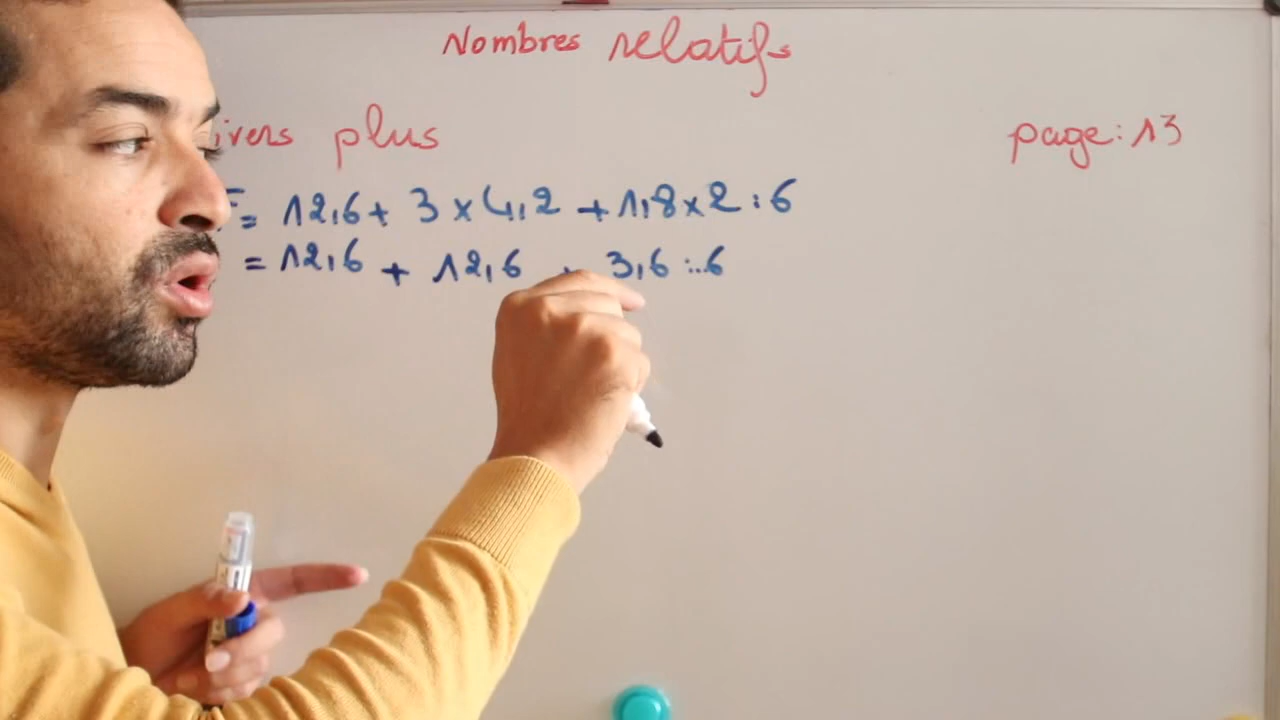 Nombres relatifs
plus
page: 13
= 12,6 + 3 × 4,2 + 1,8 × 2 : 6
= 12,6 + 12,6 3,6 : 6